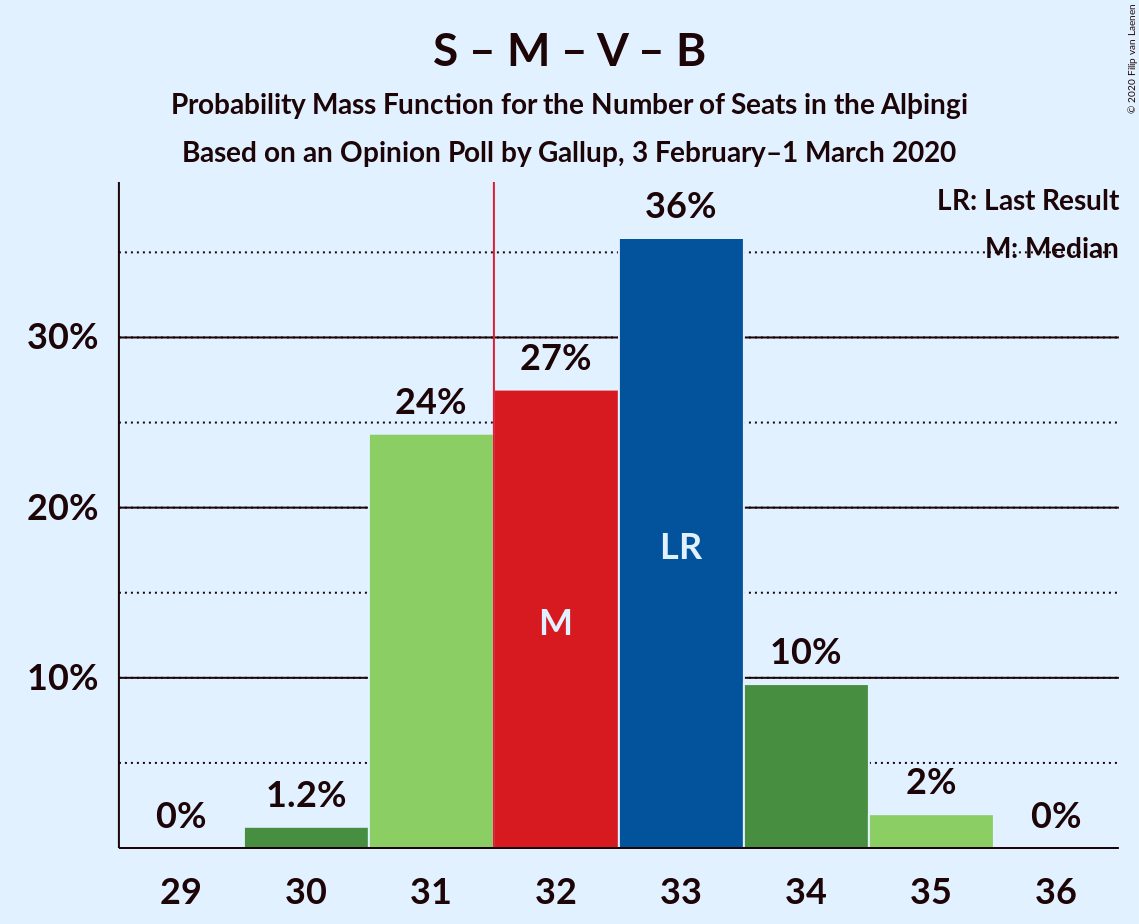 S – M – V – B
Probability Mass Function for the Number of Seats in the Alþingi
Based on an Opinion Poll by Gallup, 3 February–1 March 2020
© 2020 Filip van Laenen
LR: Last Result
M: Median
36%
30%
27%
24%
20%
LR
M
10%
10%
2%
1.2%
0%
0%
29 30 31 32 33 34 35 36